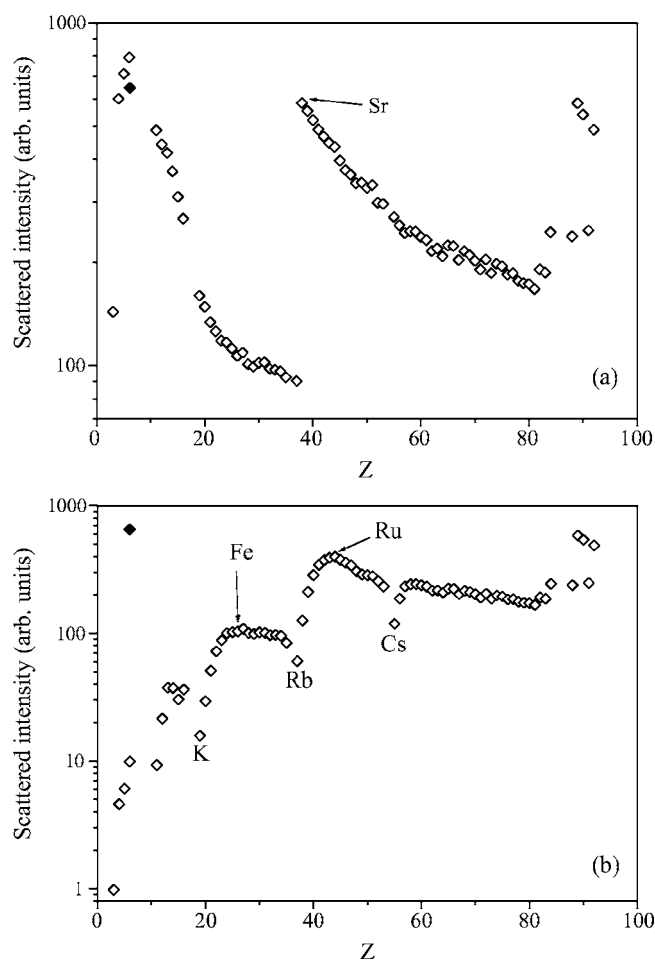 1000
Scattered intensity (arb. units)
Sr
100
(a)
0 20 40 60 80 100
Z
1000
Ru
Fe
Scattered intensity (arb. units)
100
Cs
Rb
K
10
(b)
1
0 20 40 60 80 100
Z